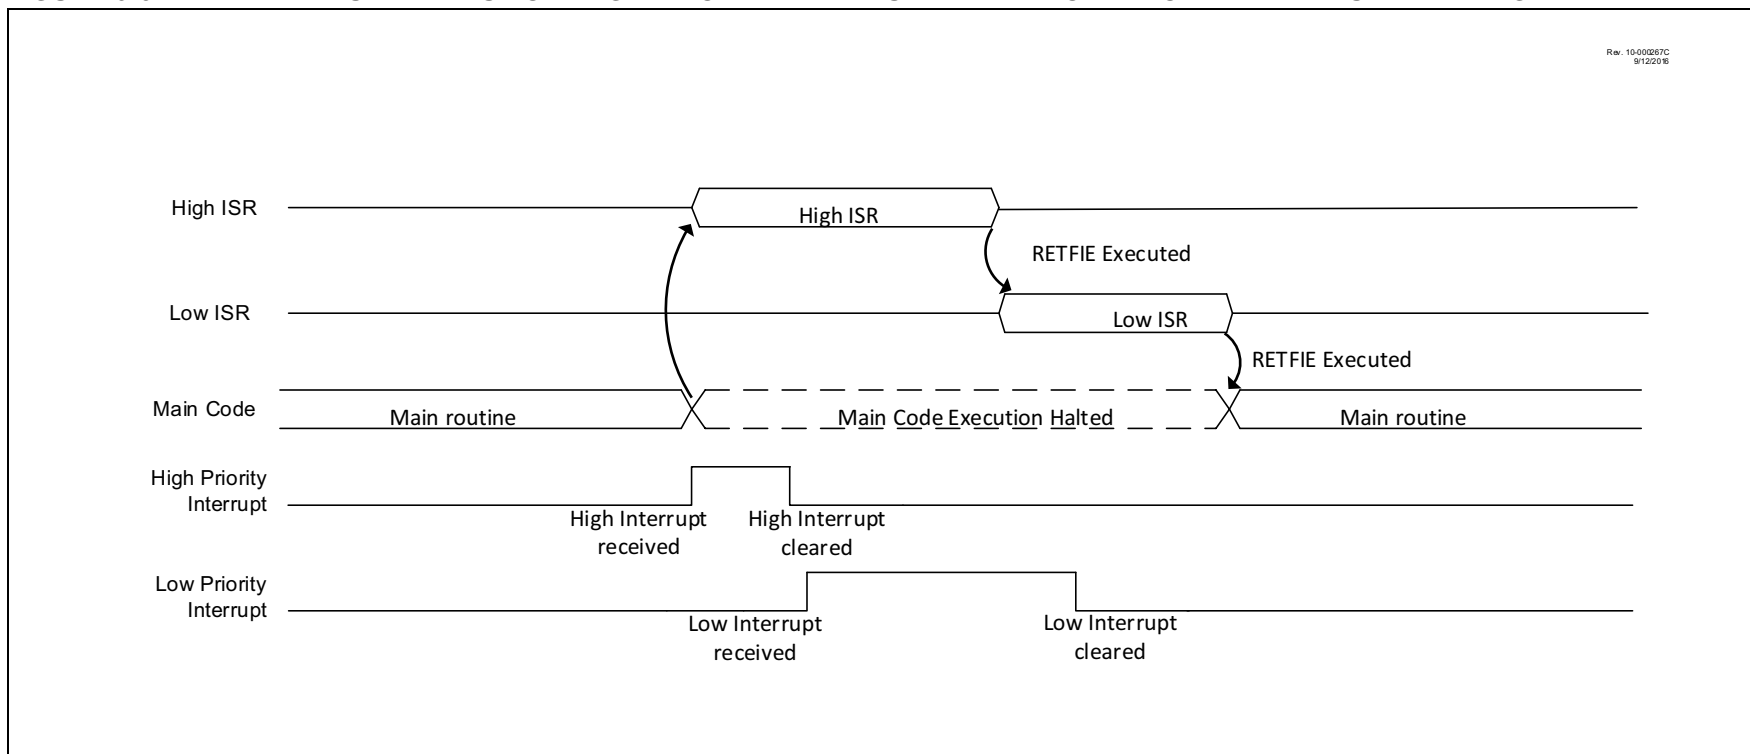 Rev. 10-000267C
9/12/2016
High ISR
High ISR
RETFIE Executed
Low ISR
Low ISR
RETFIE Executed
Main Code
Main routine
Main Code Execution Halted
Main routine
High Priority
Interrupt
High Interrupt
received
High Interrupt
cleared
Low Priority
Interrupt
Low Interrupt
received
Low Interrupt
cleared